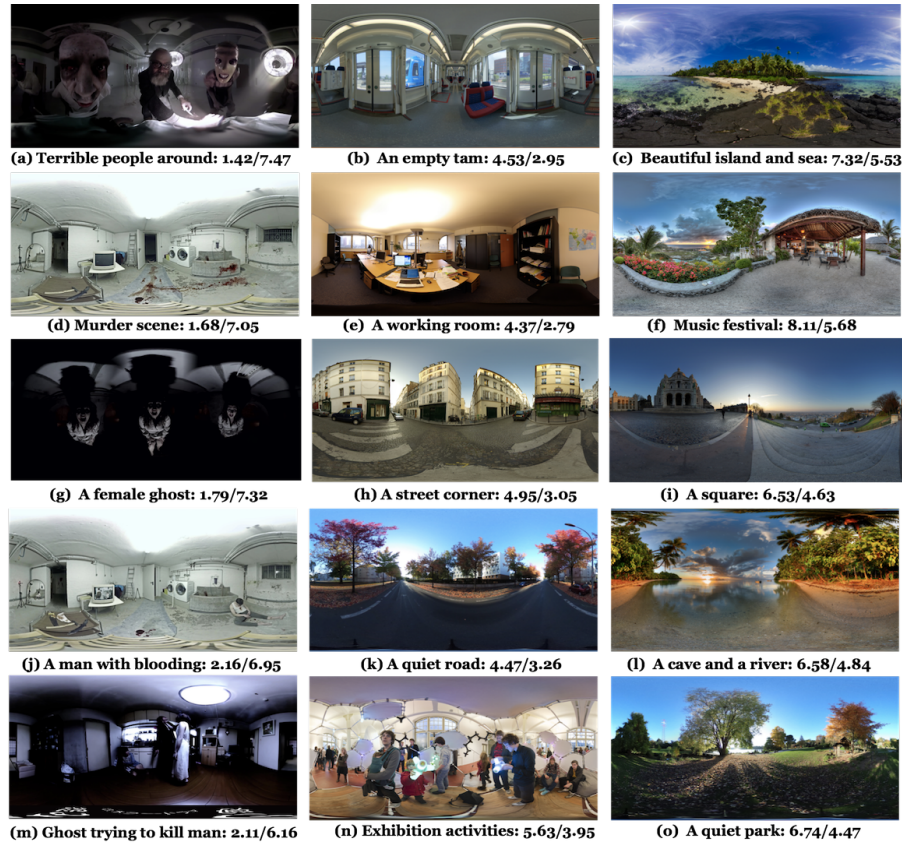 (a) Terrible people around: 1.42/7.47
(b) An empty tam: 4.53/2.95
(c) Beautiful island and sea: 7.32/5.53
(d) Murder scene: 1.68/7.05
(e) A working room: 4.37/2.79
(f) Music festival: 8.11/5.68
(g) A female ghost: 1.79/7.32
(h) A street corner: 4.95/3.05
(i) A square: 6.53/4.63
(j) A man with blooding: 2.16/6.95
(k) A quiet road: 4.47/3.26
(l) A cave and a river: 6.58/4.84
(m) Ghost trying to kill man: 2.11/6.16
(n) Exhibition activities: 5.63/3.95
(o) A quiet park: 6.74/4.47